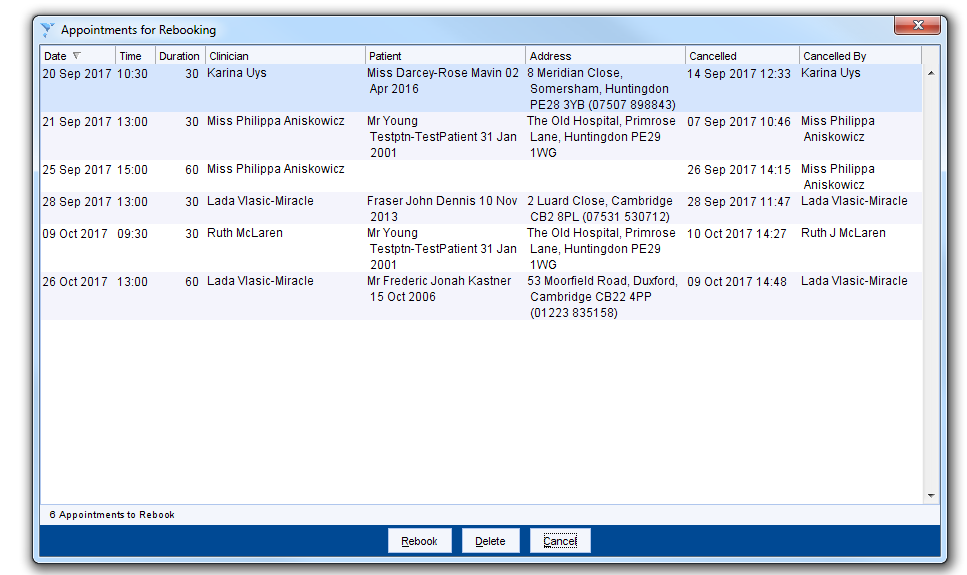 Appointments for Rebooking
Date Time Duration Clinician Patient Address Cancelled Cancelled By
20 Sep 2017 10:30 30 Karina Uys Miss Darcey-Rose Mavin 02 8 Meridian Close, 14 Sep 2017 12:33 Karina Uys
Apr 2016 Somersham, Huntingdon
PE28 3YB (07507 898843)
21 Sep 2017 13:00 30 Miss Philippa Aniskowicz Mr Young The Old Hospital, Primrose 07 Sep 2017 10:46 Miss Philippa
Testptn-TestPatient 31 Jan Lane, Huntingdon PE29 Aniskowicz
2001 1WG
25 Sep 2017 15:00 60 Miss Philippa Aniskowicz 26 Sep 2017 14:15 Miss Philippa
Aniskowicz
28 Sep 2017 13:00 30 Lada Vlasic-Miracle Fraser John Dennis 10 Nov 2 Luard Close, Cambridge 28 Sep 2017 11:47 Lada Vlasic-Miracle
2013 CB2 8PL (07531 530712)
09 Oct 2017 09:30 30 Ruth McLaren Mr Young The Old Hospital, Primrose 10 Oct 2017 14:27 Ruth J McLaren
Testptn-TestPatient 31 Jan Lane, Huntingdon PE29
2001 1WG
26 Oct 2017 13:00 60 Lada Vlasic-Miracle Mr Frederic Jonah Kastner 53 Moorfield Road, Duxford, 09 Oct 2017 14:48 Lada Vlasic-Miracle
15 Oct 2006 Cambridge CB22 4PP
(01223 835158)
6 Appointments to Rebook
Rebook Delete Cancel